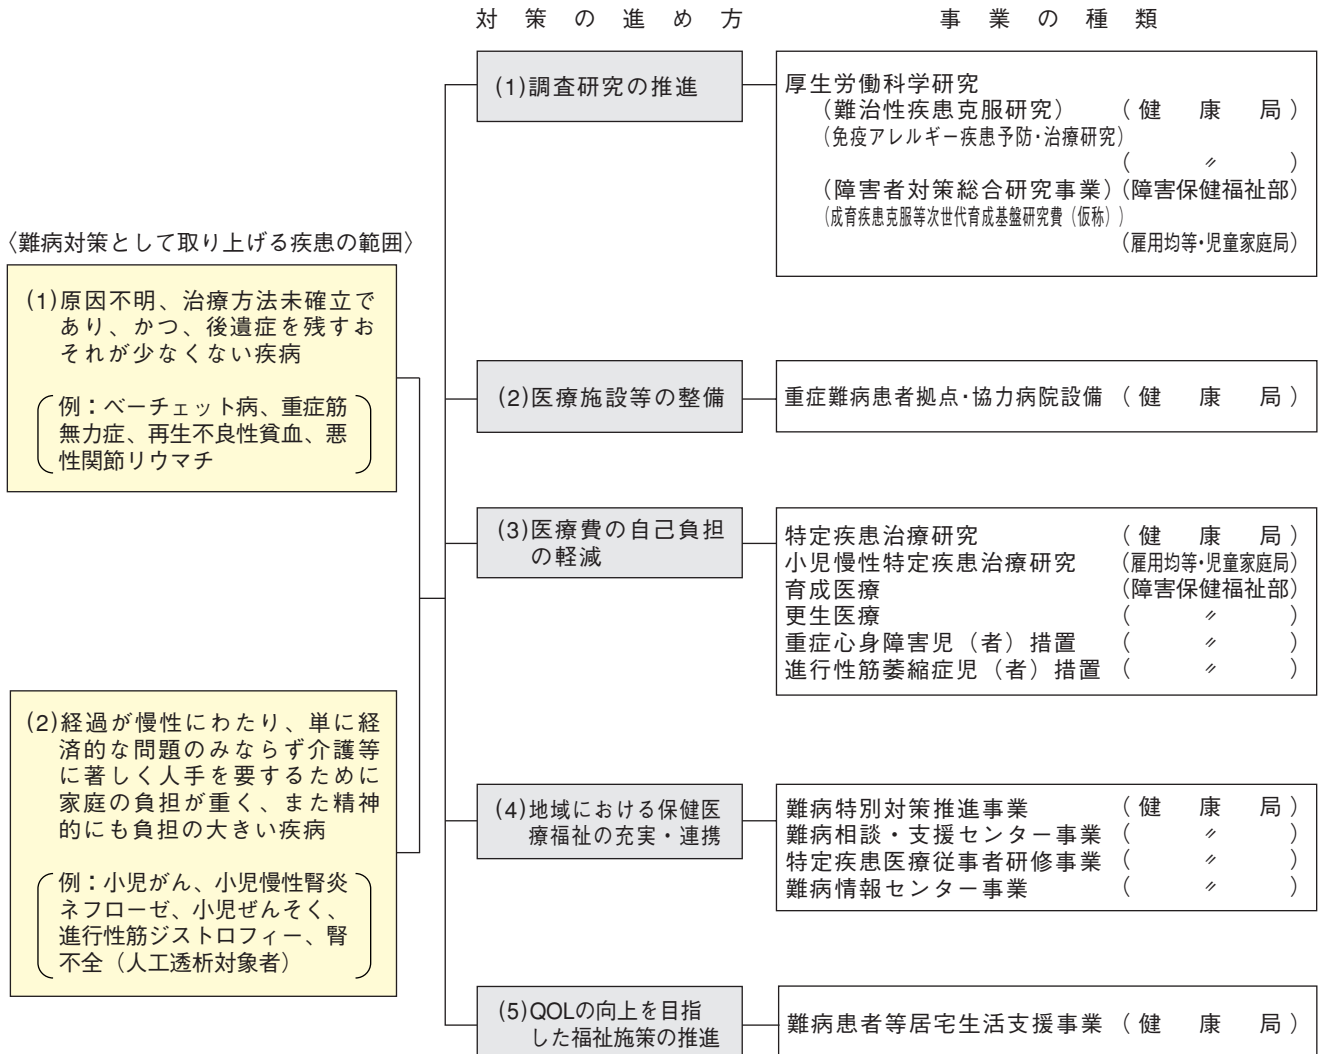 対策の進め方
事業の種類
(1)調査研究の推進
厚生労働科学研究
(難治性疾患克服研究) (健康局)
(免疫アレルギー疾患予防・治療研究)
( 〃 )
(障害者対策総合研究事業)(障害保健福祉部)
(成育疾患克服等次世代育成基盤研究費(仮称))
(雇用均等・児童家庭局)
〈難病対策として取り上げる疾患の範囲〉
(1)原因不明、治療方法未確立で
あり、かつ、後遺症を残すお
それが少なくない疾病
例:ベーチェット病、重症筋
無力症、再生不良性貧血、悪
性関節リウマチ
(2)医療施設等の整備
重症難病患者拠点・協力病院設備 (健康局)
(3)医療費の自己負担
の軽減
特定疾患治療研究 (健康局)
小児慢性特定疾患治療研究 (雇用均等・児童家庭局)
育成医療 (障害保健福祉部)
更生医療 ( 〃 )
重症心身障害児(者)措置 ( 〃 )
進行性筋萎縮症児(者)措置 ( 〃 )
(2)経過が慢性にわたり、単に経
済的な問題のみならず介護等
に著しく人手を要するために
家庭の負担が重く、また精神
的にも負担の大きい疾病
例:小児がん、小児慢性腎炎
ネフローゼ、小児ぜんそく、
進行性筋ジストロフィー、腎
不全(人工透析対象者)
(4)地域における保健医
療福祉の充実・連携
難病特別対策推進事業 (健康局)
難病相談・支援センター事業 ( 〃 )
特定疾患医療従事者研修事業 ( 〃 )
難病情報センター事業 ( 〃 )
(5)QOLの向上を目指
した福祉施策の推進
難病患者等居宅生活支援事業 (健康局)